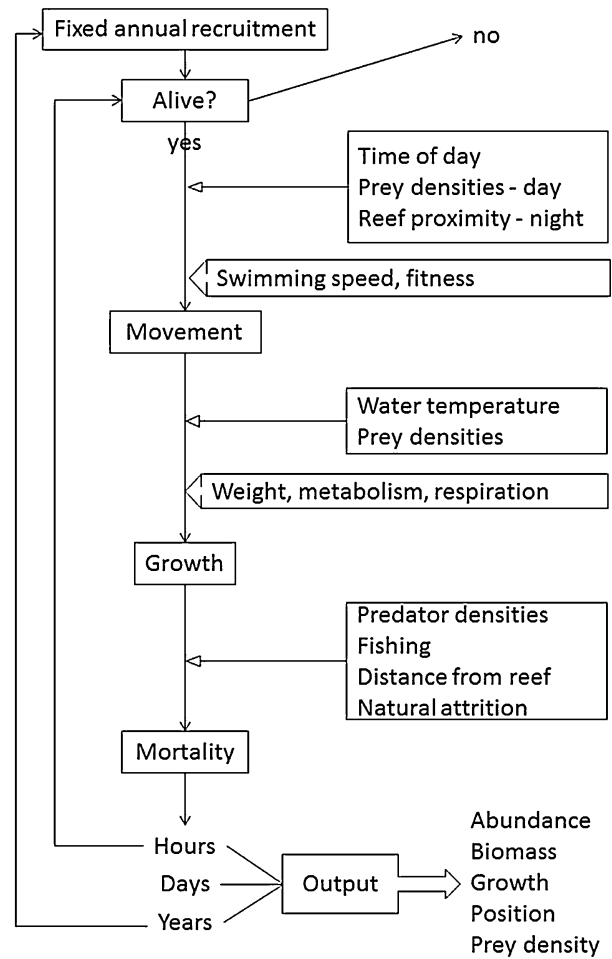 Fixed annual recruitment
no
Alive?
yes
Time of day
Prey densities - day
Reef proximity - night
Swimming speed, fitness
Movement
Water temperature
Prey densities
Weight, metabolism, respiration
Growth
Predator densities
Fishing
Distance from reef
Natural attrition
Mortality
Hours
Days
Years
Output
Abundance
Biomass
Growth
Position
Prey density